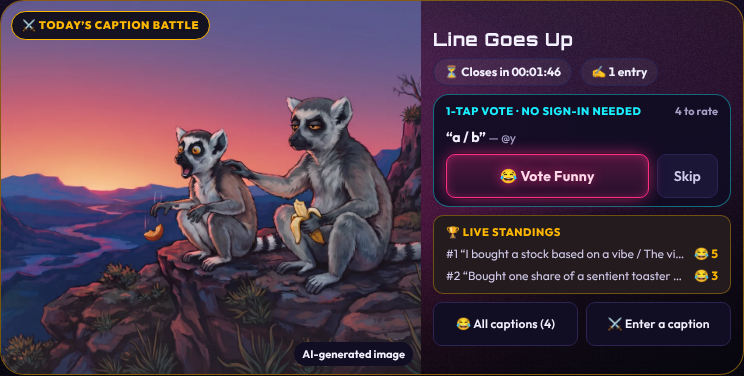 ⚔️ TODAY'S CAPTION BATTLE
Line Goes Up
⏳ Closes in 00:01:46
✍️ 1 entry
1-TAP VOTE · NO SIGN-IN NEEDED
4 to rate
“a / b” — @y
😂 Vote Funny
Skip
🏆 LIVE STANDINGS
#1 “I bought a stock based on a vibe / The vi... 😂 5
#2 “Bought one share of a sentient toaster ... 😂 3
😂 All captions (4)
⚔️ Enter a caption
AI-generated image